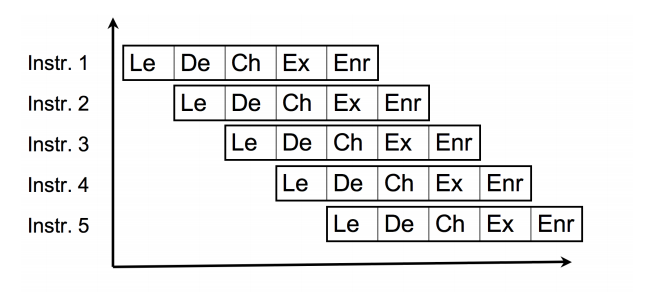 Instr. 1 Le De Ch Ex Enr
Instr. 2 Le De Ch Ex Enr
Instr. 3 Le De Ch Ex Enr
Instr. 4 Le De Ch Ex Enr
Instr. 5 Le De Ch Ex Enr